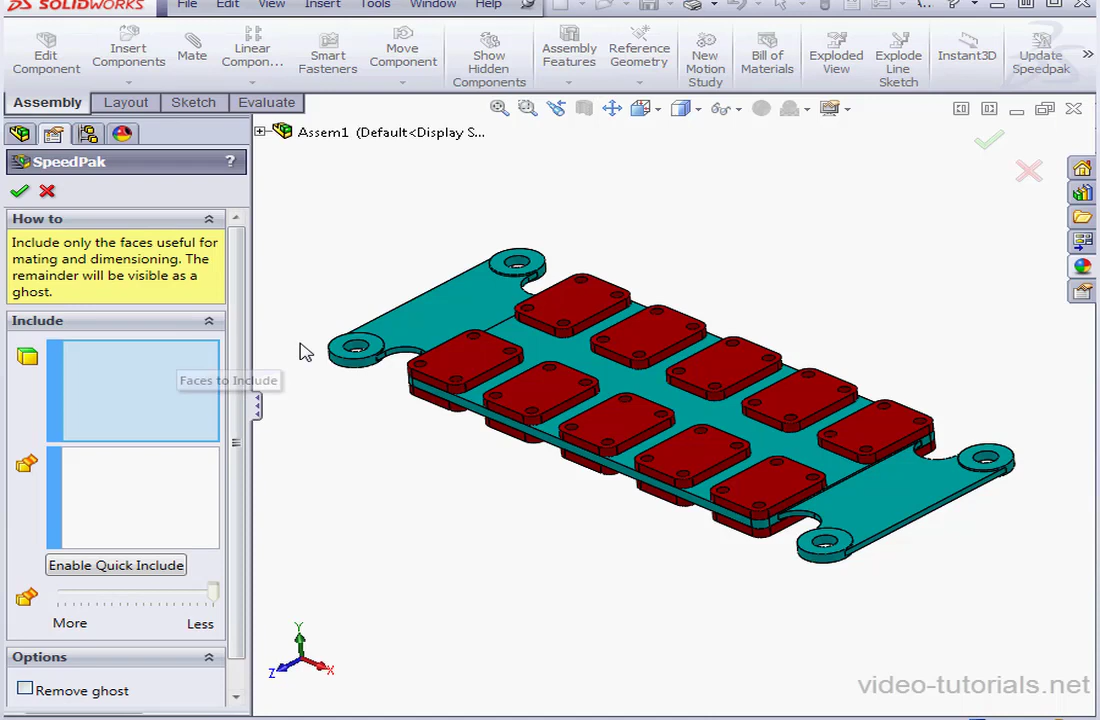 SOLIDWORKS File Edit View Insert Tools Window Help
Edit Component
Insert Components
Mate
Linear Compon...
Smart Fasteners
Move Component
Show Hidden Components
Assembly Features
Reference Geometry
New Motion Study
Bill of Materials
Exploded View
Explode Line Sketch
Instant3D
Update Speedpak
Assembly Layout Sketch Evaluate
Assem1 (Default<Display S...
SpeedPak ?
How to
Include only the faces useful for
mating and dimensioning. The
remainder will be visible as a
ghost.
Include
Faces to Include
Enable Quick Include
More Less
Options
Remove ghost
Y
Z X
video-tutorials.net